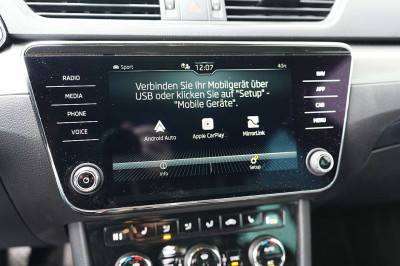 Sport
12:07
RADIO
MEDIA
PHONE
VOICE
Verbinden Sie ihr Mobilgerät über
USB oder klicken Sie auf "Setup" -
"Mobile Geräte".
Android Auto
Apple CarPlay
MirrorLink
Info
Setup
NAV
APP
CAR
MENU